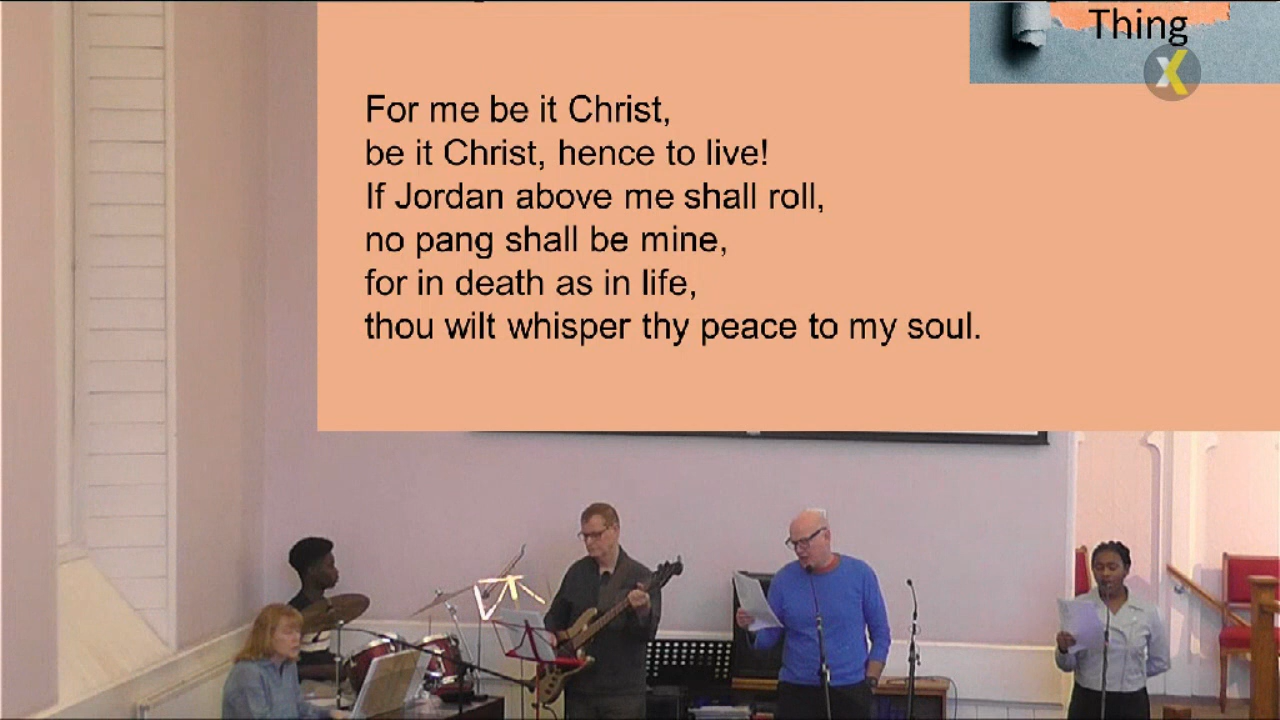 Thing
For me be it Christ,
be it Christ, hence to live!
If Jordan above me shall roll,
no pang shall be mine,
for in death as in life,
thou wilt whisper thy peace to my soul.